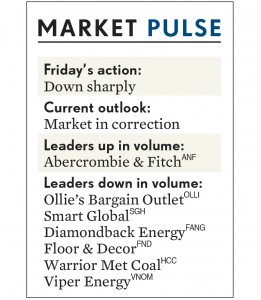 MARKET PULSE
Friday's action:
Down sharply
Current outlook:
Market in correction
Leaders up in volume:
Abercrombie & Fitch ANF
Leaders down in volume:
Ollie's Bargain Outlet OLLI
Smart Global SGH
Diamondback Energy FANG
Floor & Decor FND
Warrior Met Coal HCC
Viper Energy VNOM